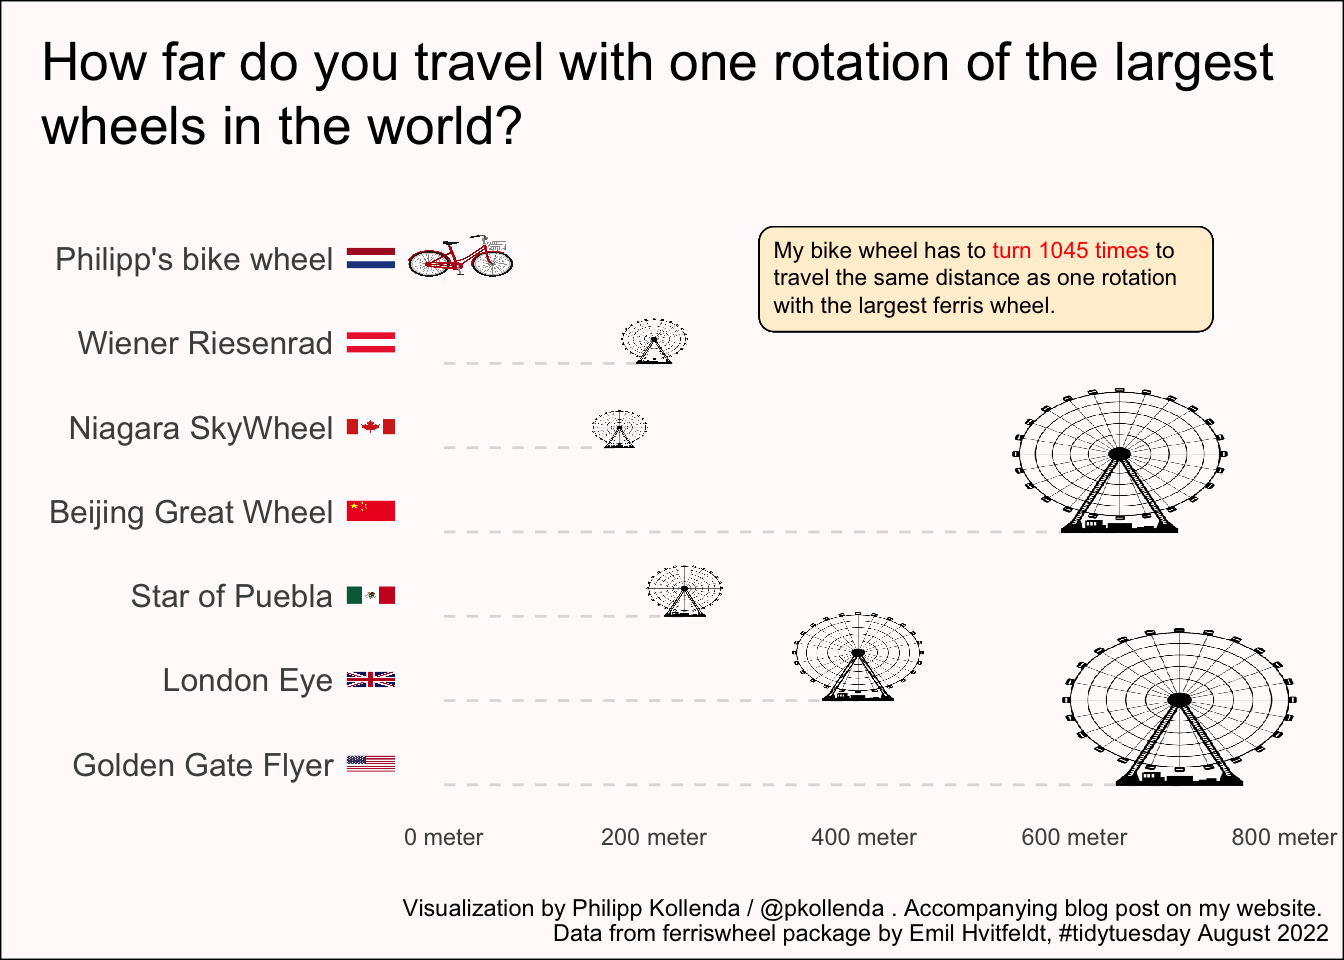 How far do you travel with one rotation of the largest
wheels in the world?
Philipp's bike wheel
My bike wheel has to turn 1045 times to
travel the same distance as one rotation
with the largest ferris wheel.
Wiener Riesenrad
Niagara SkyWheel
Beijing Great Wheel
Star of Puebla
London Eye
Golden Gate Flyer
0 meter 200 meter 400 meter 600 meter 800 meter
Visualization by Philipp Kollenda / @pkollenda . Accompanying blog post on my website.
Data from ferriswheel package by Emil Hvitfeldt, #tidytuesday August 2022